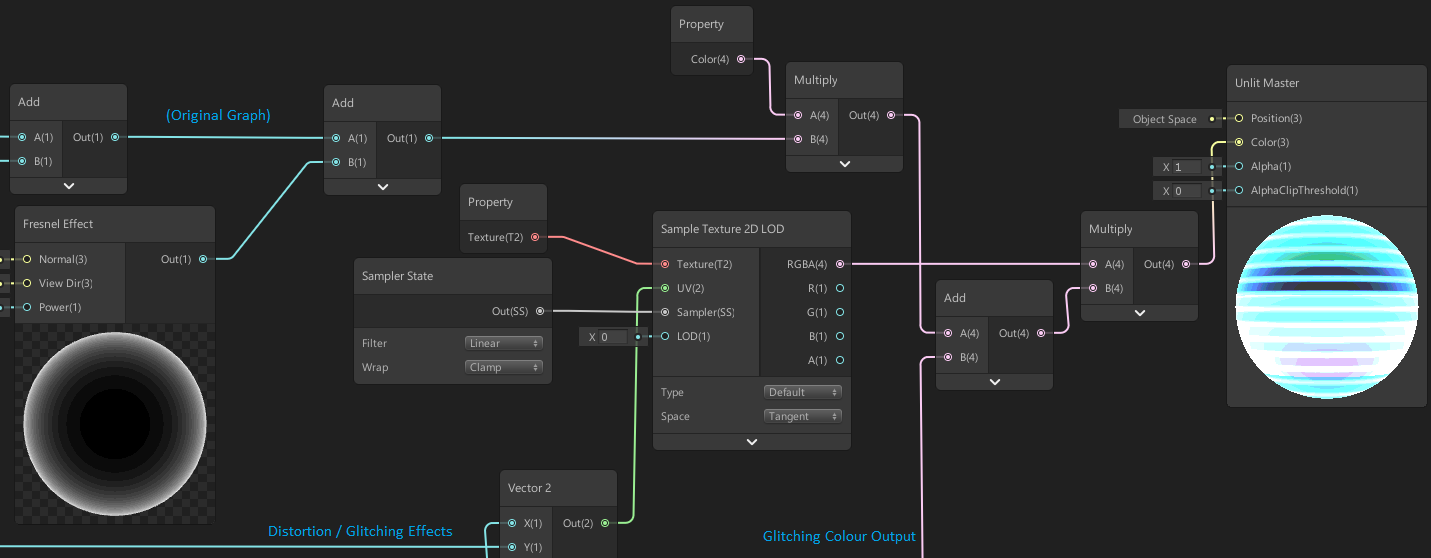 Property
Color(4)
Add
A(1) Out(1)
B(1)
(Original Graph)
Add
A(1) Out(1)
B(1)
Multiply
A(4) Out(4)
B(4)
Unlit Master
Object Space Position(3)
Color(3)
X 1 Alpha(1)
X 0 AlphaClipThreshold(1)
Fresnel Effect
Normal(3) Out(1)
View Dir(3)
Power(1)
Property
Texture(T2)
Sampler State
Out(SS)
Filter Linear
Wrap Clamp
Sample Texture 2D LOD
Texture(T2) RGBA(4)
UV(2) R(1)
Sampler(SS) G(1)
X 0 LOD(1) B(1)
A(1)
Type Default
Space Tangent
Add
A(4) Out(4)
B(4)
Multiply
A(4) Out(4)
B(4)
Vector 2
X(1) Out(2)
Y(1)
Distortion / Glitching Effects
Glitching Colour Output